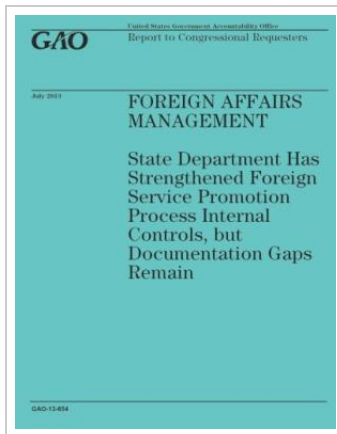 United States Government Accountability Office
GAO
Report to Congressional Requesters
July 2013
FOREIGN AFFAIRS
MANAGEMENT
State Department Has
Strengthened Foreign
Service Promotion
Process Internal
Controls, but
Documentation Gaps
Remain
GAO-13-654